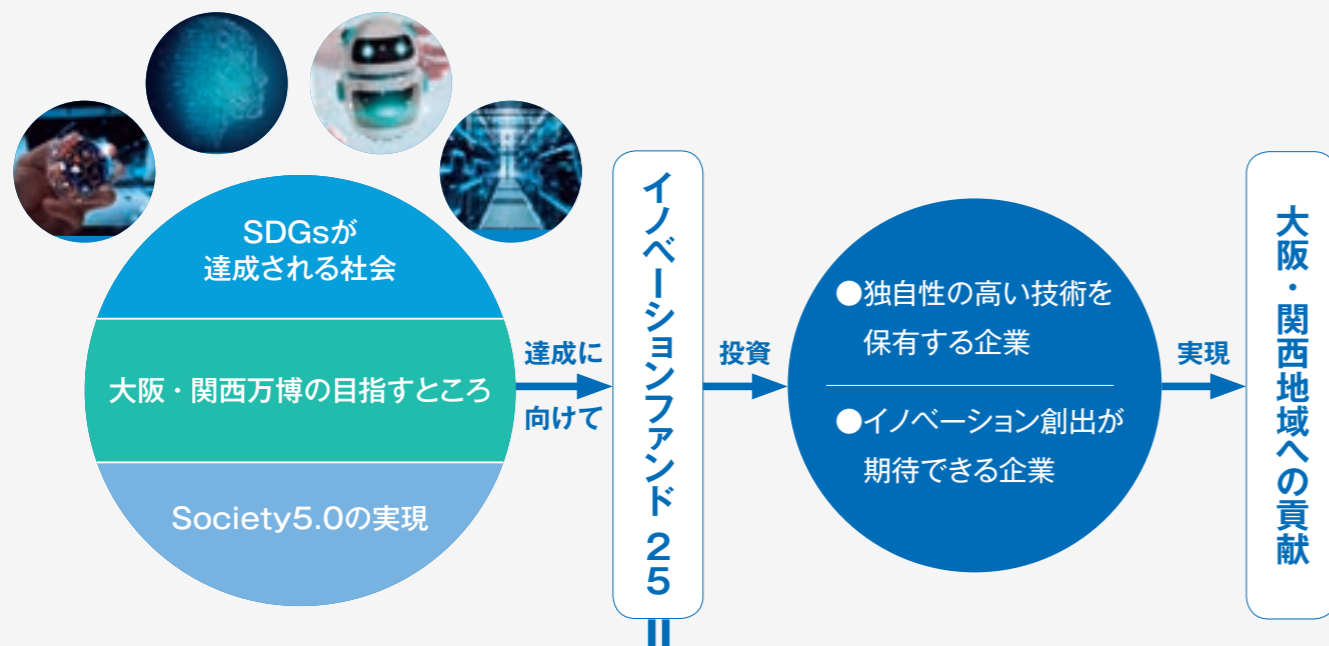 SDGsが
達成される社会
大阪・関西万博の目指すところ
Society5.0の実現
達成に
向けて
イノベーションファンド 25
投資
●独自性の高い技術を
保有する企業
●イノベーション創出が
期待できる企業
実現
大阪・関西地域への貢献